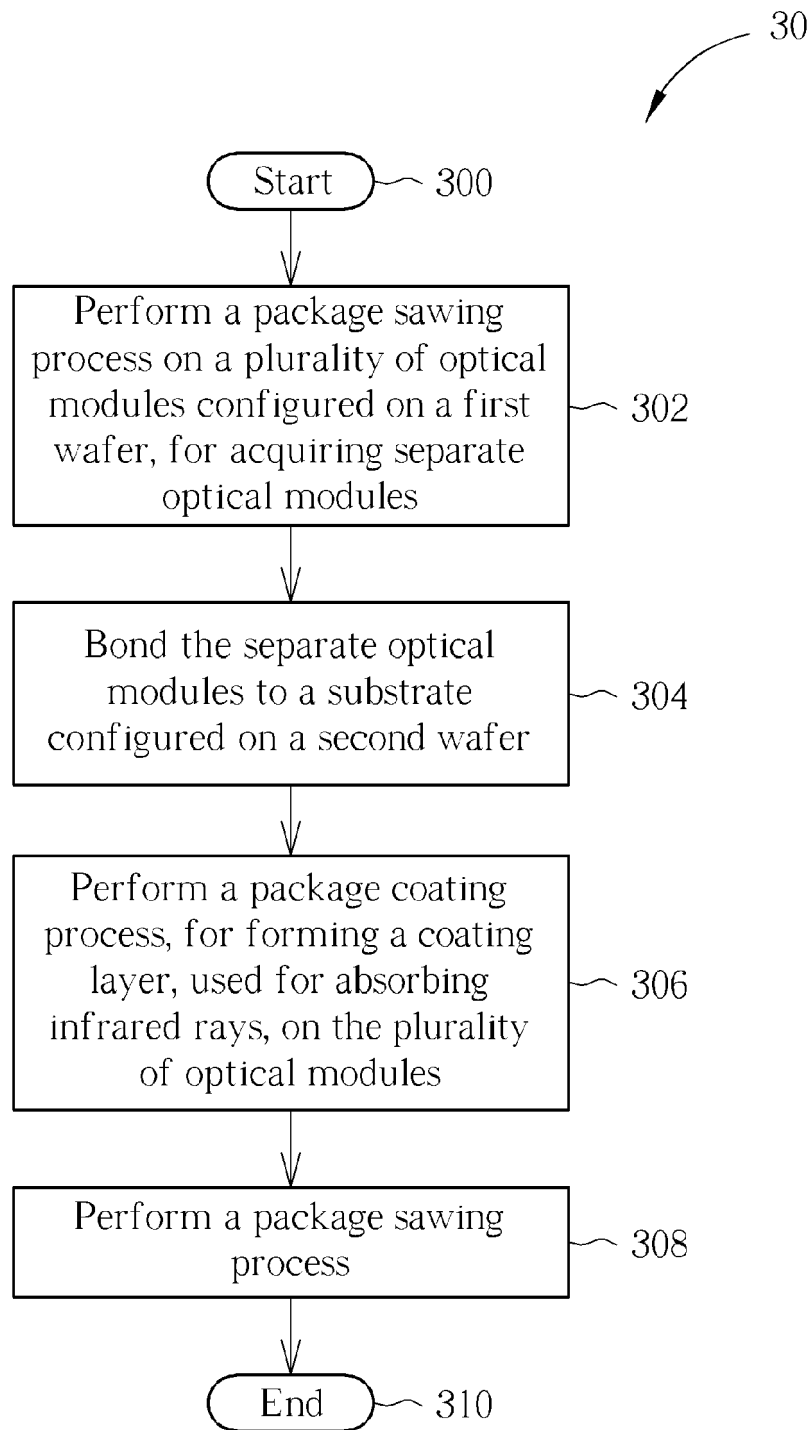 30
Start
300
Perform a package sawing
process on a plurality of optical
modules configured on a first
wafer, for acquiring separate
optical modules
302
Bond the separate optical
modules to a substrate
configured on a second wafer
304
Perform a package coating
process, for forming a coating
layer, used for absorbing
infrared rays, on the plurality
of optical modules
306
Perform a package sawing
process
308
End
310